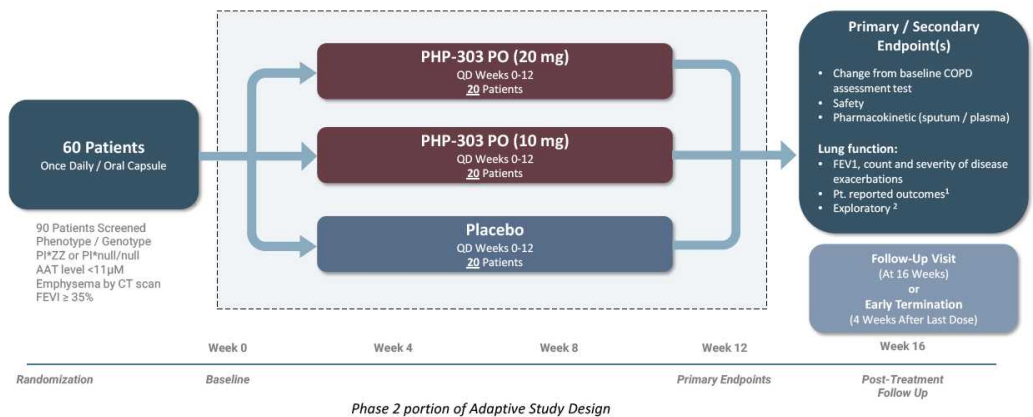 60 Patients
Once Daily / Oral Capsule
90 Patients Screened
Phenotype / Genotype
PI*ZZ or PI*null/null
AAT level <11µM
Emphysema by CT scan
FEVI ≥ 35%
PHP-303 PO (20 mg)
QD Weeks 0-12
20 Patients
PHP-303 PO (10 mg)
QD Weeks 0-12
20 Patients
Placebo
QD Weeks 0-12
20 Patients
Primary / Secondary
Endpoint(s)
• Change from baseline COPD
assessment test
• Safety
• Pharmacokinetic (sputum / plasma)
Lung function:
• FEV1, count and severity of disease
exacerbations
• Pt. reported outcomes1
• Exploratory 2
Follow-Up Visit
(At 16 Weeks)
or
Early Termination
(4 Weeks After Last Dose)
Week 0
Week 4
Week 8
Week 12
Week 16
Randomization
Baseline
Primary Endpoints
Post-Treatment
Follow Up
Phase 2 portion of Adaptive Study Design